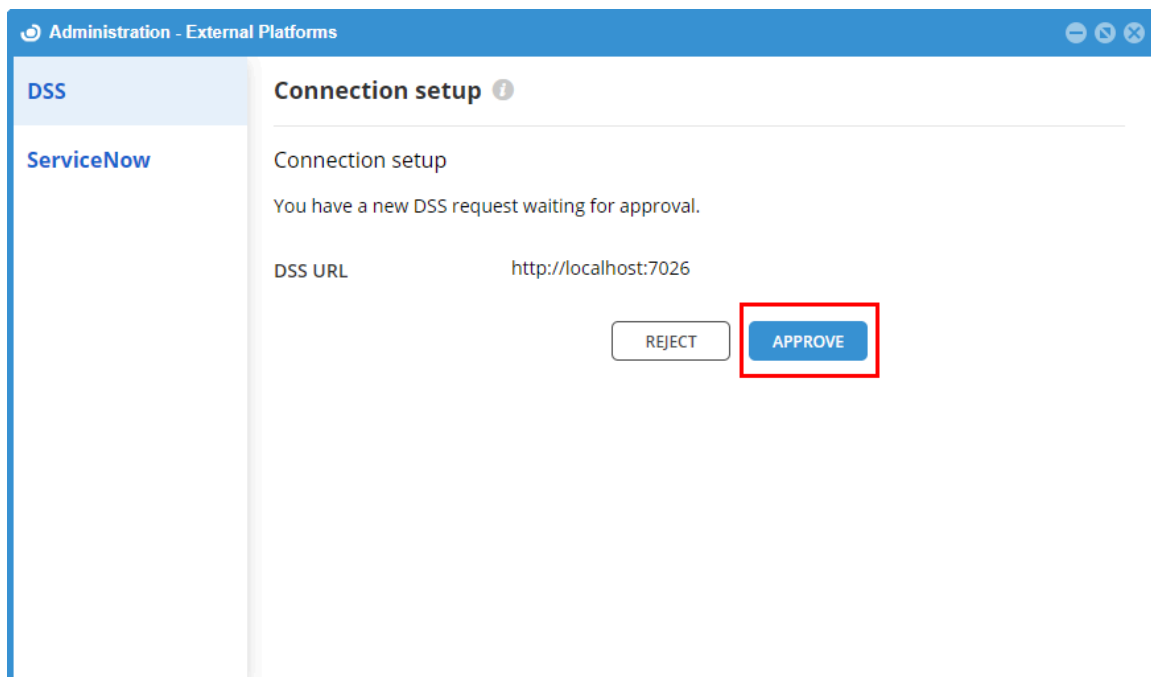 Administration - External Platforms
DSS
Connection setup
ServiceNow
Connection setup
You have a new DSS request waiting for approval.
DSS URL http://localhost:7026
REJECT APPROVE